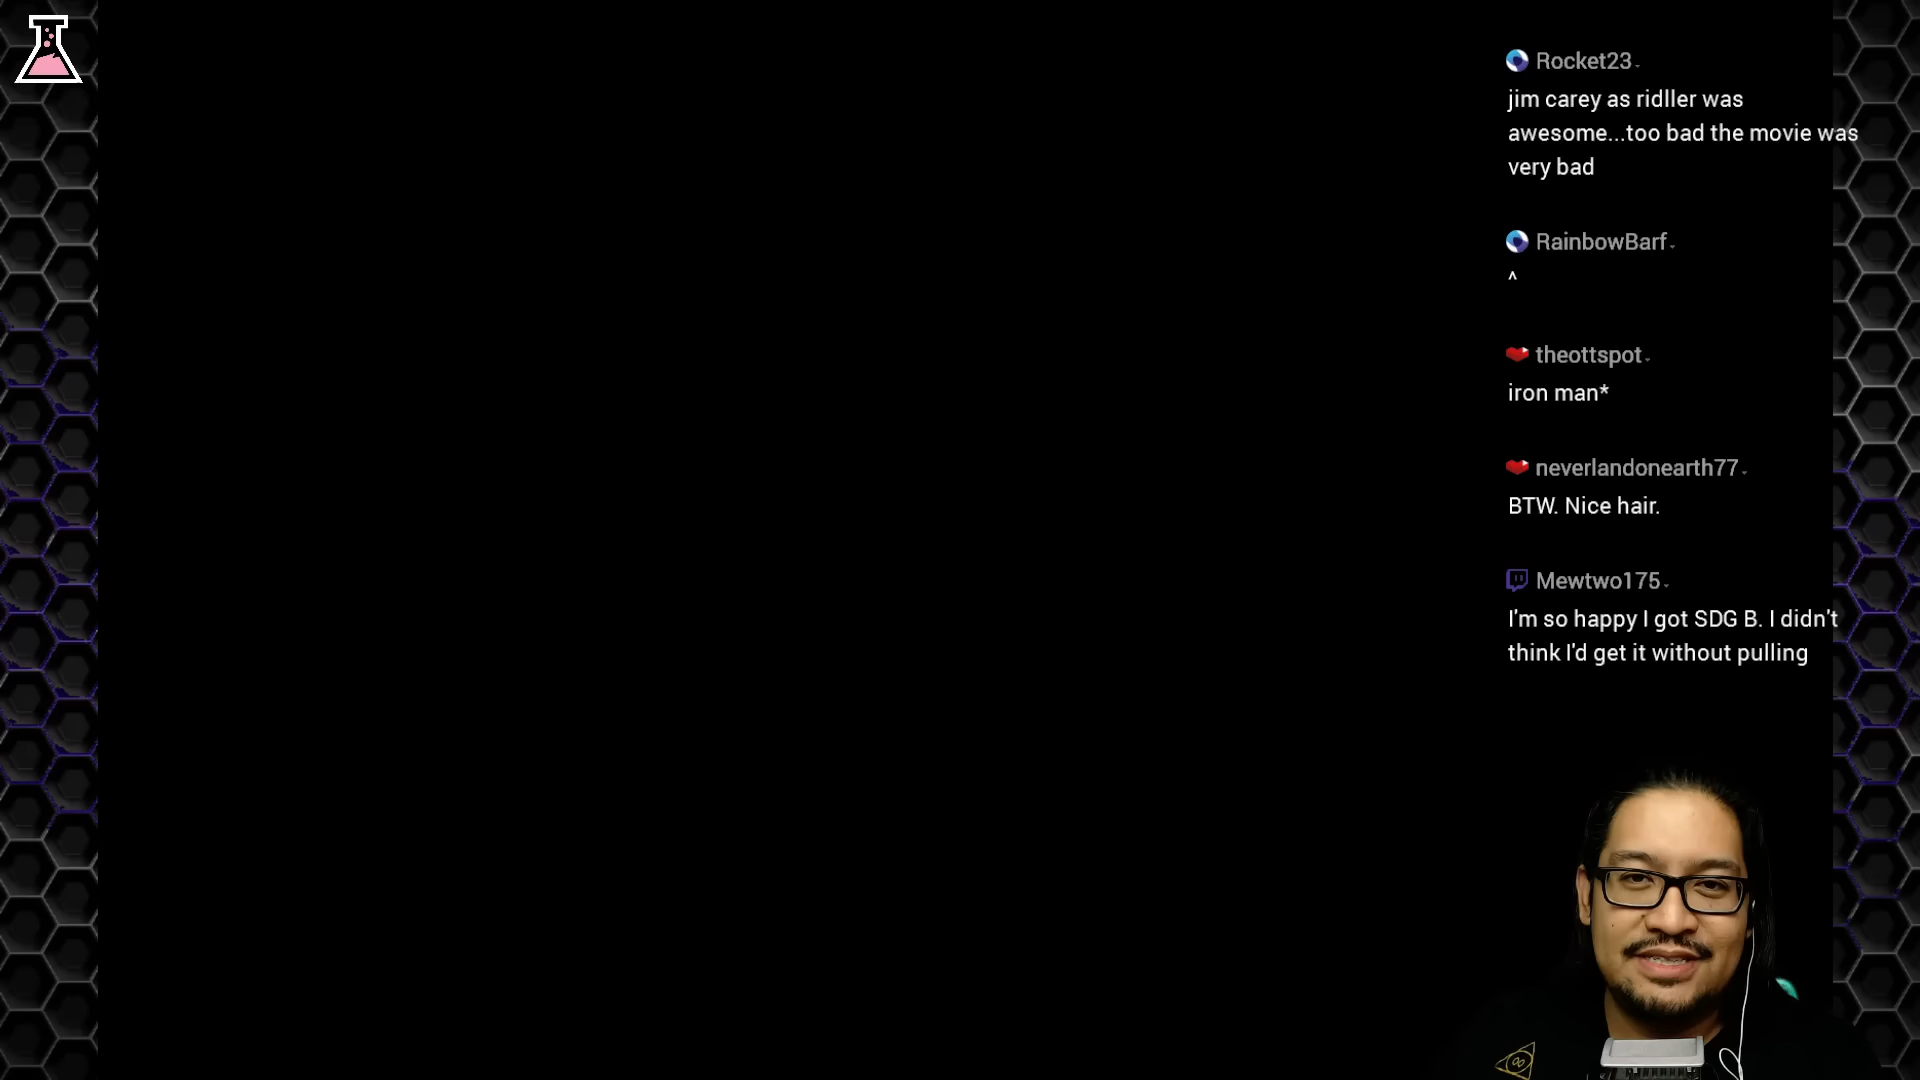 Rocket23
jim carey as ridller was
awesome...too bad the movie was
very bad
RainbowBarf
^
theottspot
iron man*
neverlandonearth77
BTW. Nice hair.
Mewtwo175
I'm so happy I got SDG B. I didn't
think I'd get it without pulling